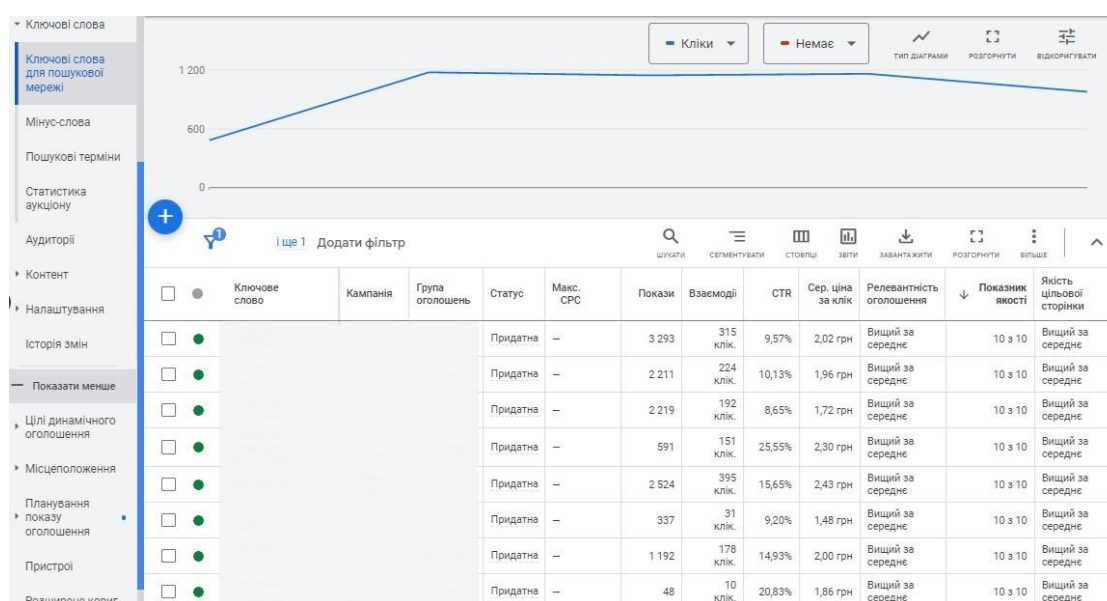 Ключові слова
Ключові слова
для пошукової
мережі
Мінус-слова
Пошукові терміни
Статистика
аукціону
Аудиторії
Контент
Налаштування
Історія змін
Показати менше
Цілі динамічного
оголошення
Місцеположення
Планування
показу
оголошення
Пристрої
Кліки
Немає
ТИП ДІАГРАМИ
РОЗГОРНУТИ
ВІДКОРИГУВАТИ
1 200
600
0
1
і ще 1 Додати фільтр
ШУКАТИ
СЕГМЕНТУВАТИ
СТОВПЦІ
ЗВІТИ
ЗАВАНТАЖИТИ
РОЗГОРНУТИ
БІЛЬШЕ
Ключове
слово
Кампанія
Група
оголошень
Статус
Макс.
CPC
Покази
Взаємодії
CTR
Сер. ціна
за клік
Релевантність
оголошення
Показник
якості
Якість
цільової
сторінки
Придатна – 3 293 315 клік. 9,57% 2,02 грн Вищий за середнє 10 з 10 Вищий за середнє
Придатна – 2 211 224 клік. 10,13% 1,96 грн Вищий за середнє 10 з 10 Вищий за середнє
Придатна – 2 219 192 клік. 8,65% 1,72 грн Вищий за середнє 10 з 10 Вищий за середнє
Придатна – 591 151 клік. 25,55% 2,30 грн Вищий за середнє 10 з 10 Вищий за середнє
Придатна – 2 524 395 клік. 15,65% 2,43 грн Вищий за середнє 10 з 10 Вищий за середнє
Придатна – 337 31 клік. 9,20% 1,48 грн Вищий за середнє 10 з 10 Вищий за середнє
Придатна – 1 192 178 клік. 14,93% 2,00 грн Вищий за середнє 10 з 10 Вищий за середнє
Придатна – 48 10 клік. 20,83% 1,86 грн Вищий за середнє 10 з 10 Вищий за середнє